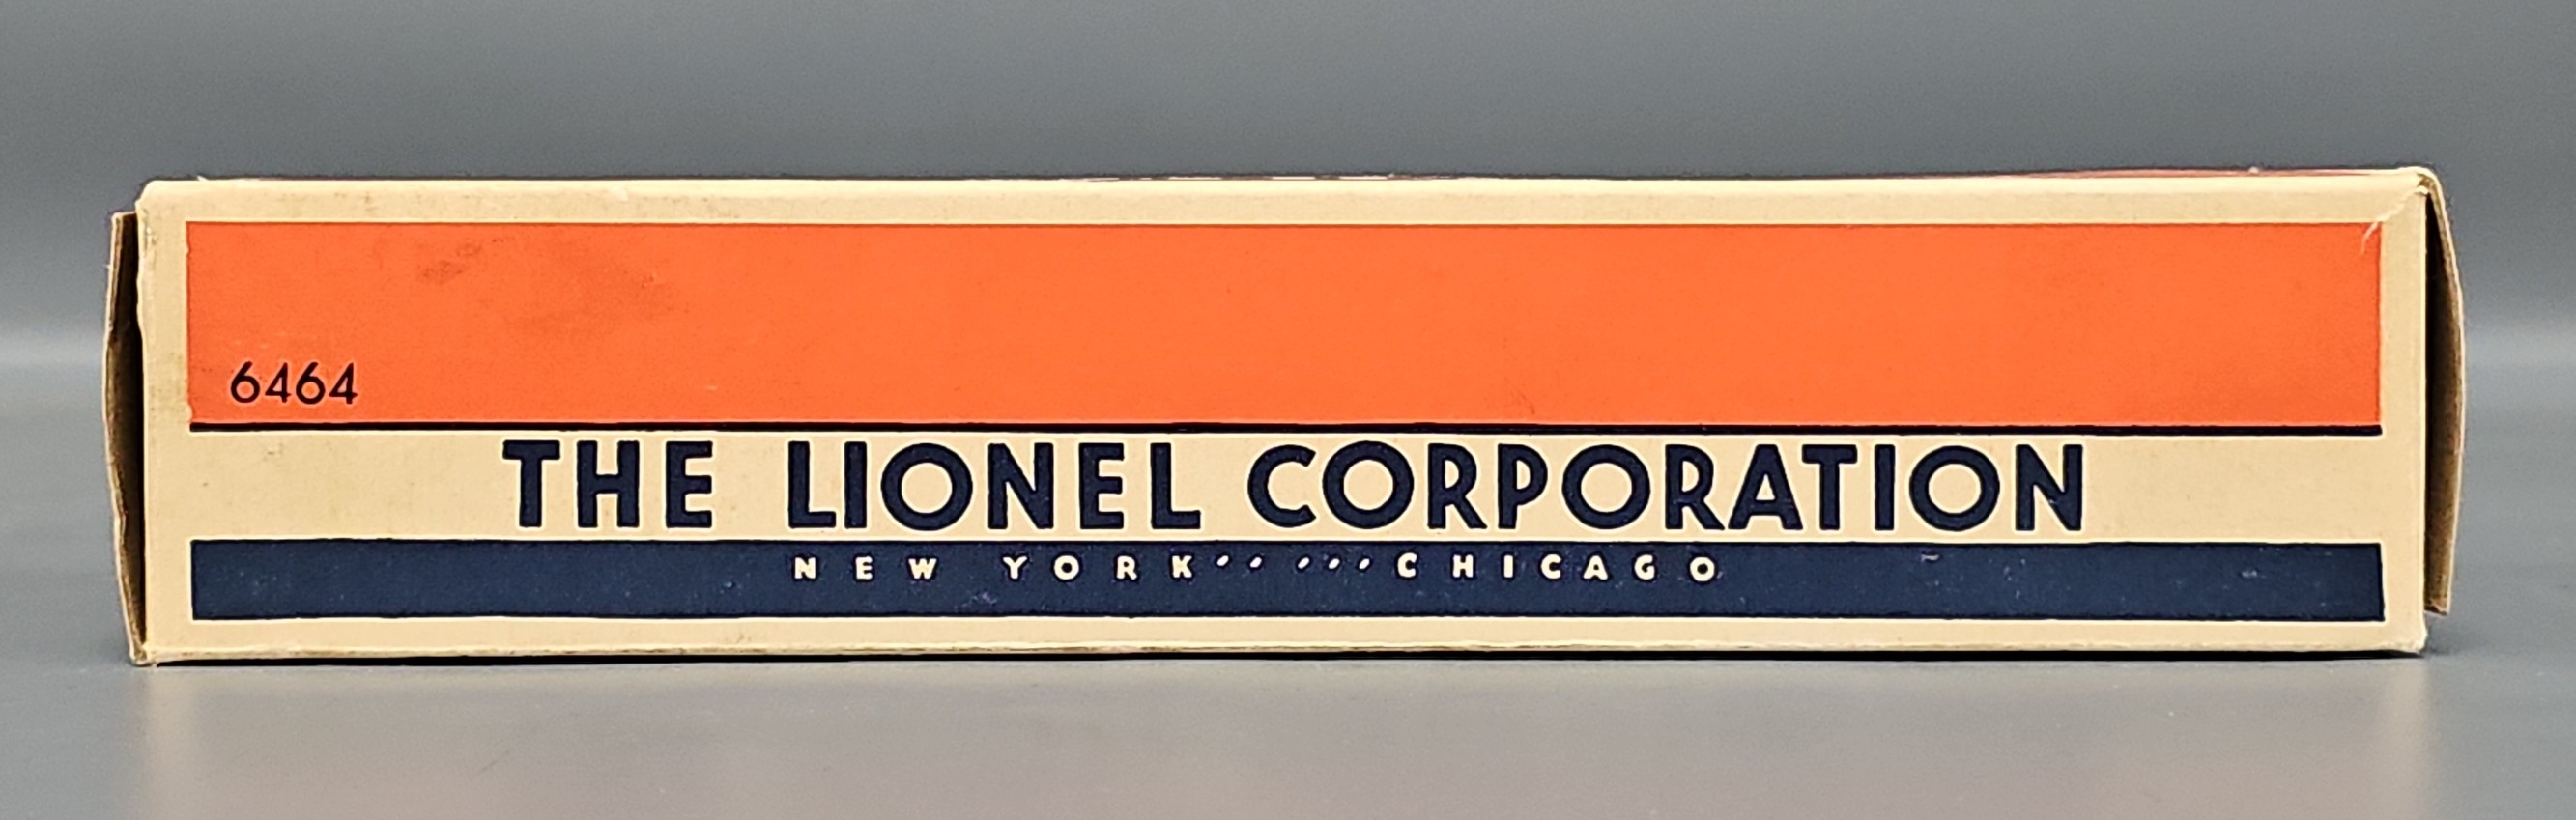 6464
THE LIONEL CORPORATION
NEW YORK·· ···CHICAGO